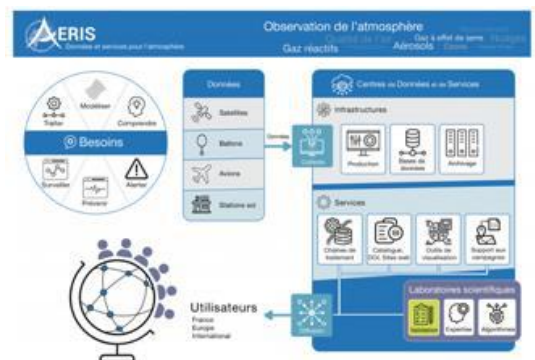 AERIS
Données et services pour l'atmosphère
Observation de l'atmosphère
Gaz à effet de serre
Gaz réactifs
Aérosols
Besoins
Traiter
Modéliser
Comprendre
Surveiller
Prévenir
Alerter
Données
Satellites
Ballons
Avions
Stations sol
Données
Centres de Données et de Services
Infrastructures
Collecte
Production
Bases de données
Archivage
Services
Chaînes de traitement
Catalogue, DOI, Sites web
Outils de visualisation
Support aux campagnes
Diffusion
Laboratoires scientifiques
Validation
Expertise
Algorithmes
Utilisateurs
France
Europe
International